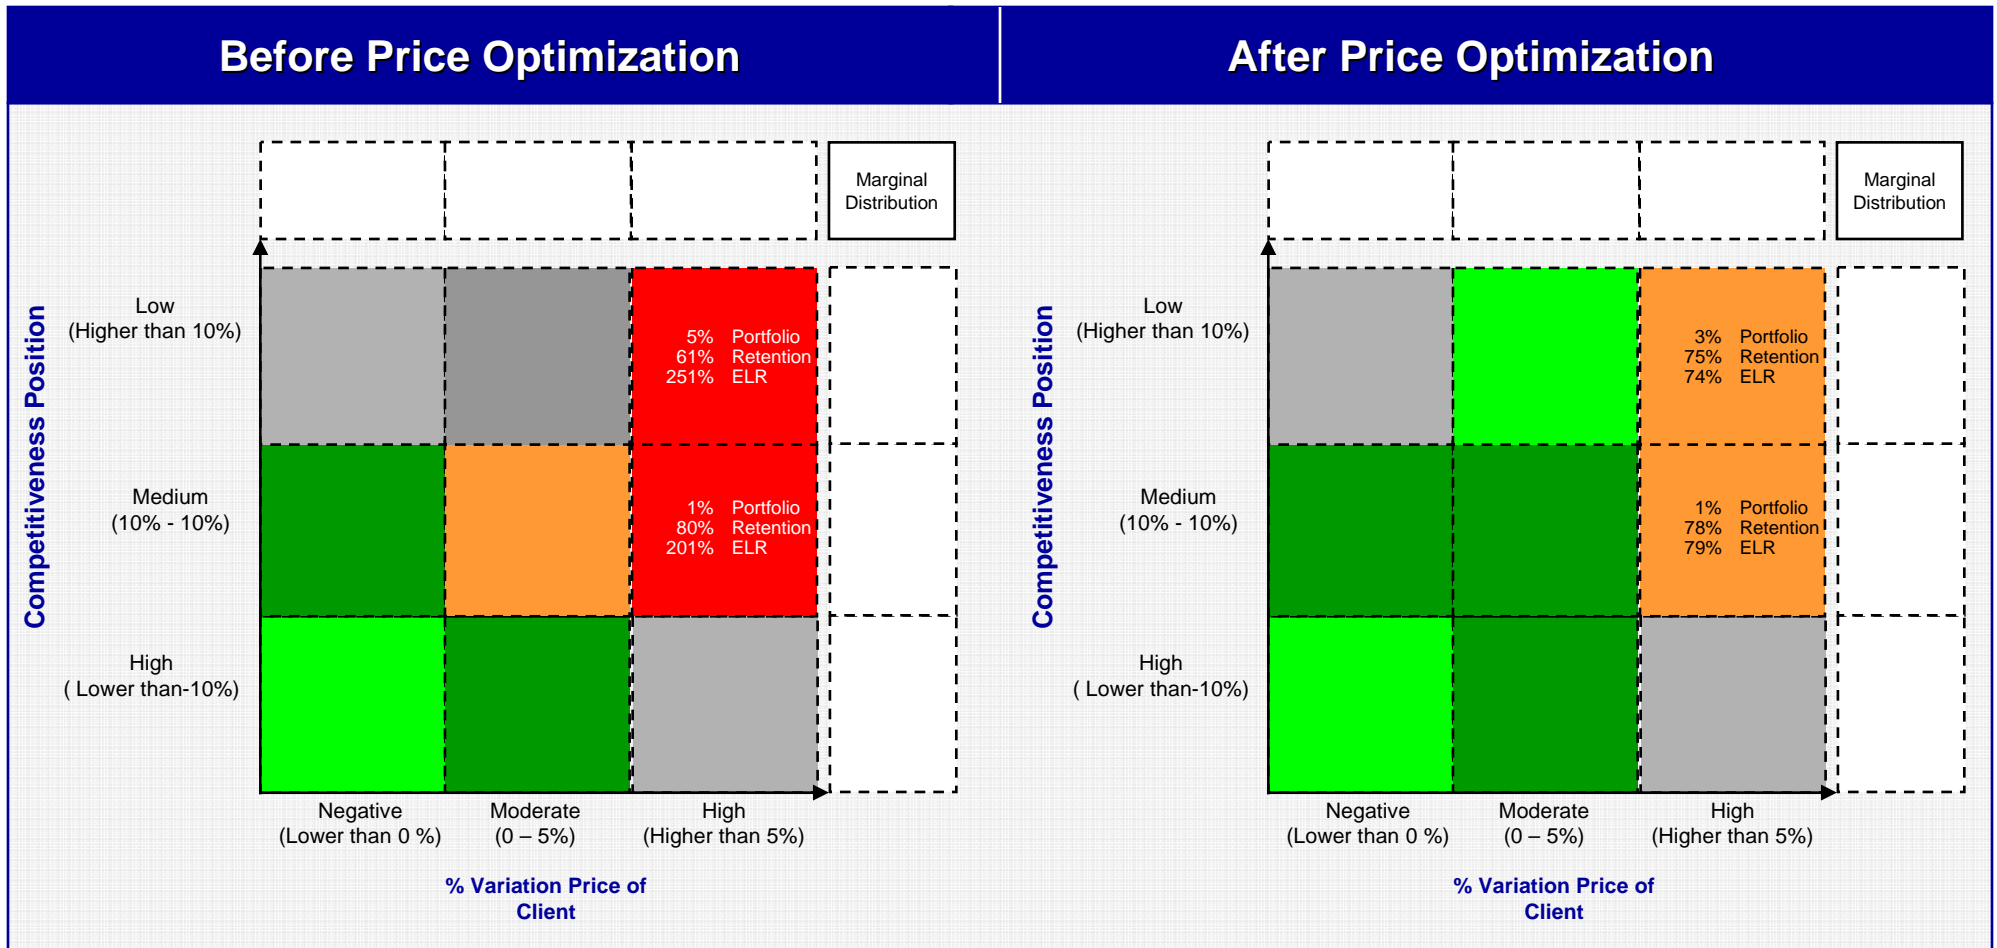 Before Price Optimization
Marginal
Distribution
Competitiveness Position
Low
(Higher than 10%)
5% Portfolio
61% Retention
251% ELR
Medium
(10% - 10%)
1% Portfolio
80% Retention
201% ELR
High
( Lower than-10%)
Negative
(Lower than 0 %)
Moderate
(0 – 5%)
High
(Higher than 5%)
% Variation Price of
Client
After Price Optimization
Marginal
Distribution
Competitiveness Position
Low
(Higher than 10%)
3% Portfolio
75% Retention
74% ELR
Medium
(10% - 10%)
1% Portfolio
78% Retention
79% ELR
High
( Lower than-10%)
Negative
(Lower than 0 %)
Moderate
(0 – 5%)
High
(Higher than 5%)
% Variation Price of
Client